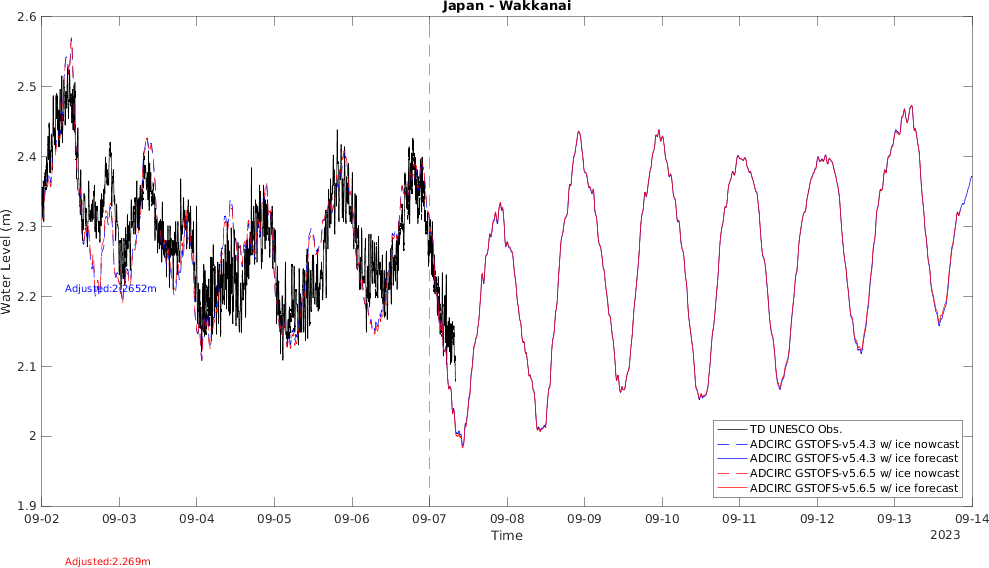 Japan - Wakkanai
2.6
2.5
2.4
2.3
2.2
2.1
2
1.9
Water Level (m)
Adjusted:2.2652m
TD UNESCO Obs.
ADCIRC GSTOFS-v5.4.3 w/ ice nowcast
ADCIRC GSTOFS-v5.4.3 w/ ice forecast
ADCIRC GSTOFS-v5.6.5 w/ ice nowcast
ADCIRC GSTOFS-v5.6.5 w/ ice forecast
09-02 09-03 09-04 09-05 09-06 09-07 09-08 09-09 09-10 09-11 09-12 09-13 09-14
Time
2023
Adjusted:2.269m